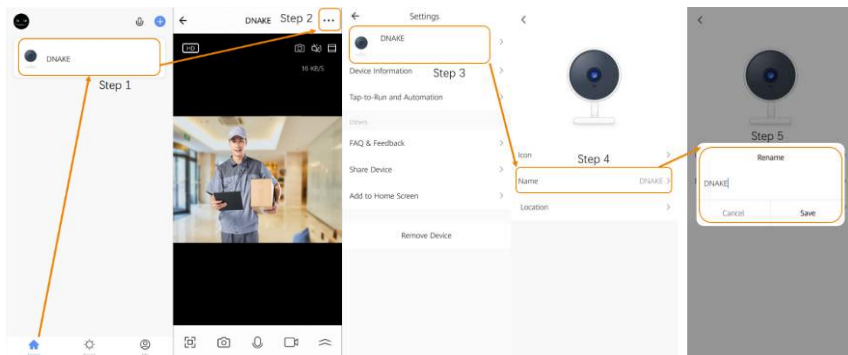 DNAKE
Step 1
DNAKE
Step 2
HD
Settings
DNAKE
Device Information
Step 3
Tap-to-Run and Automation
Others
FAQ & Feedback
Share Device
Add to Home Screen
Remove Device
Icon
Step 4
Name
DNAKE
Location
Step 5
Rename
DNAKE
Cancel
Save